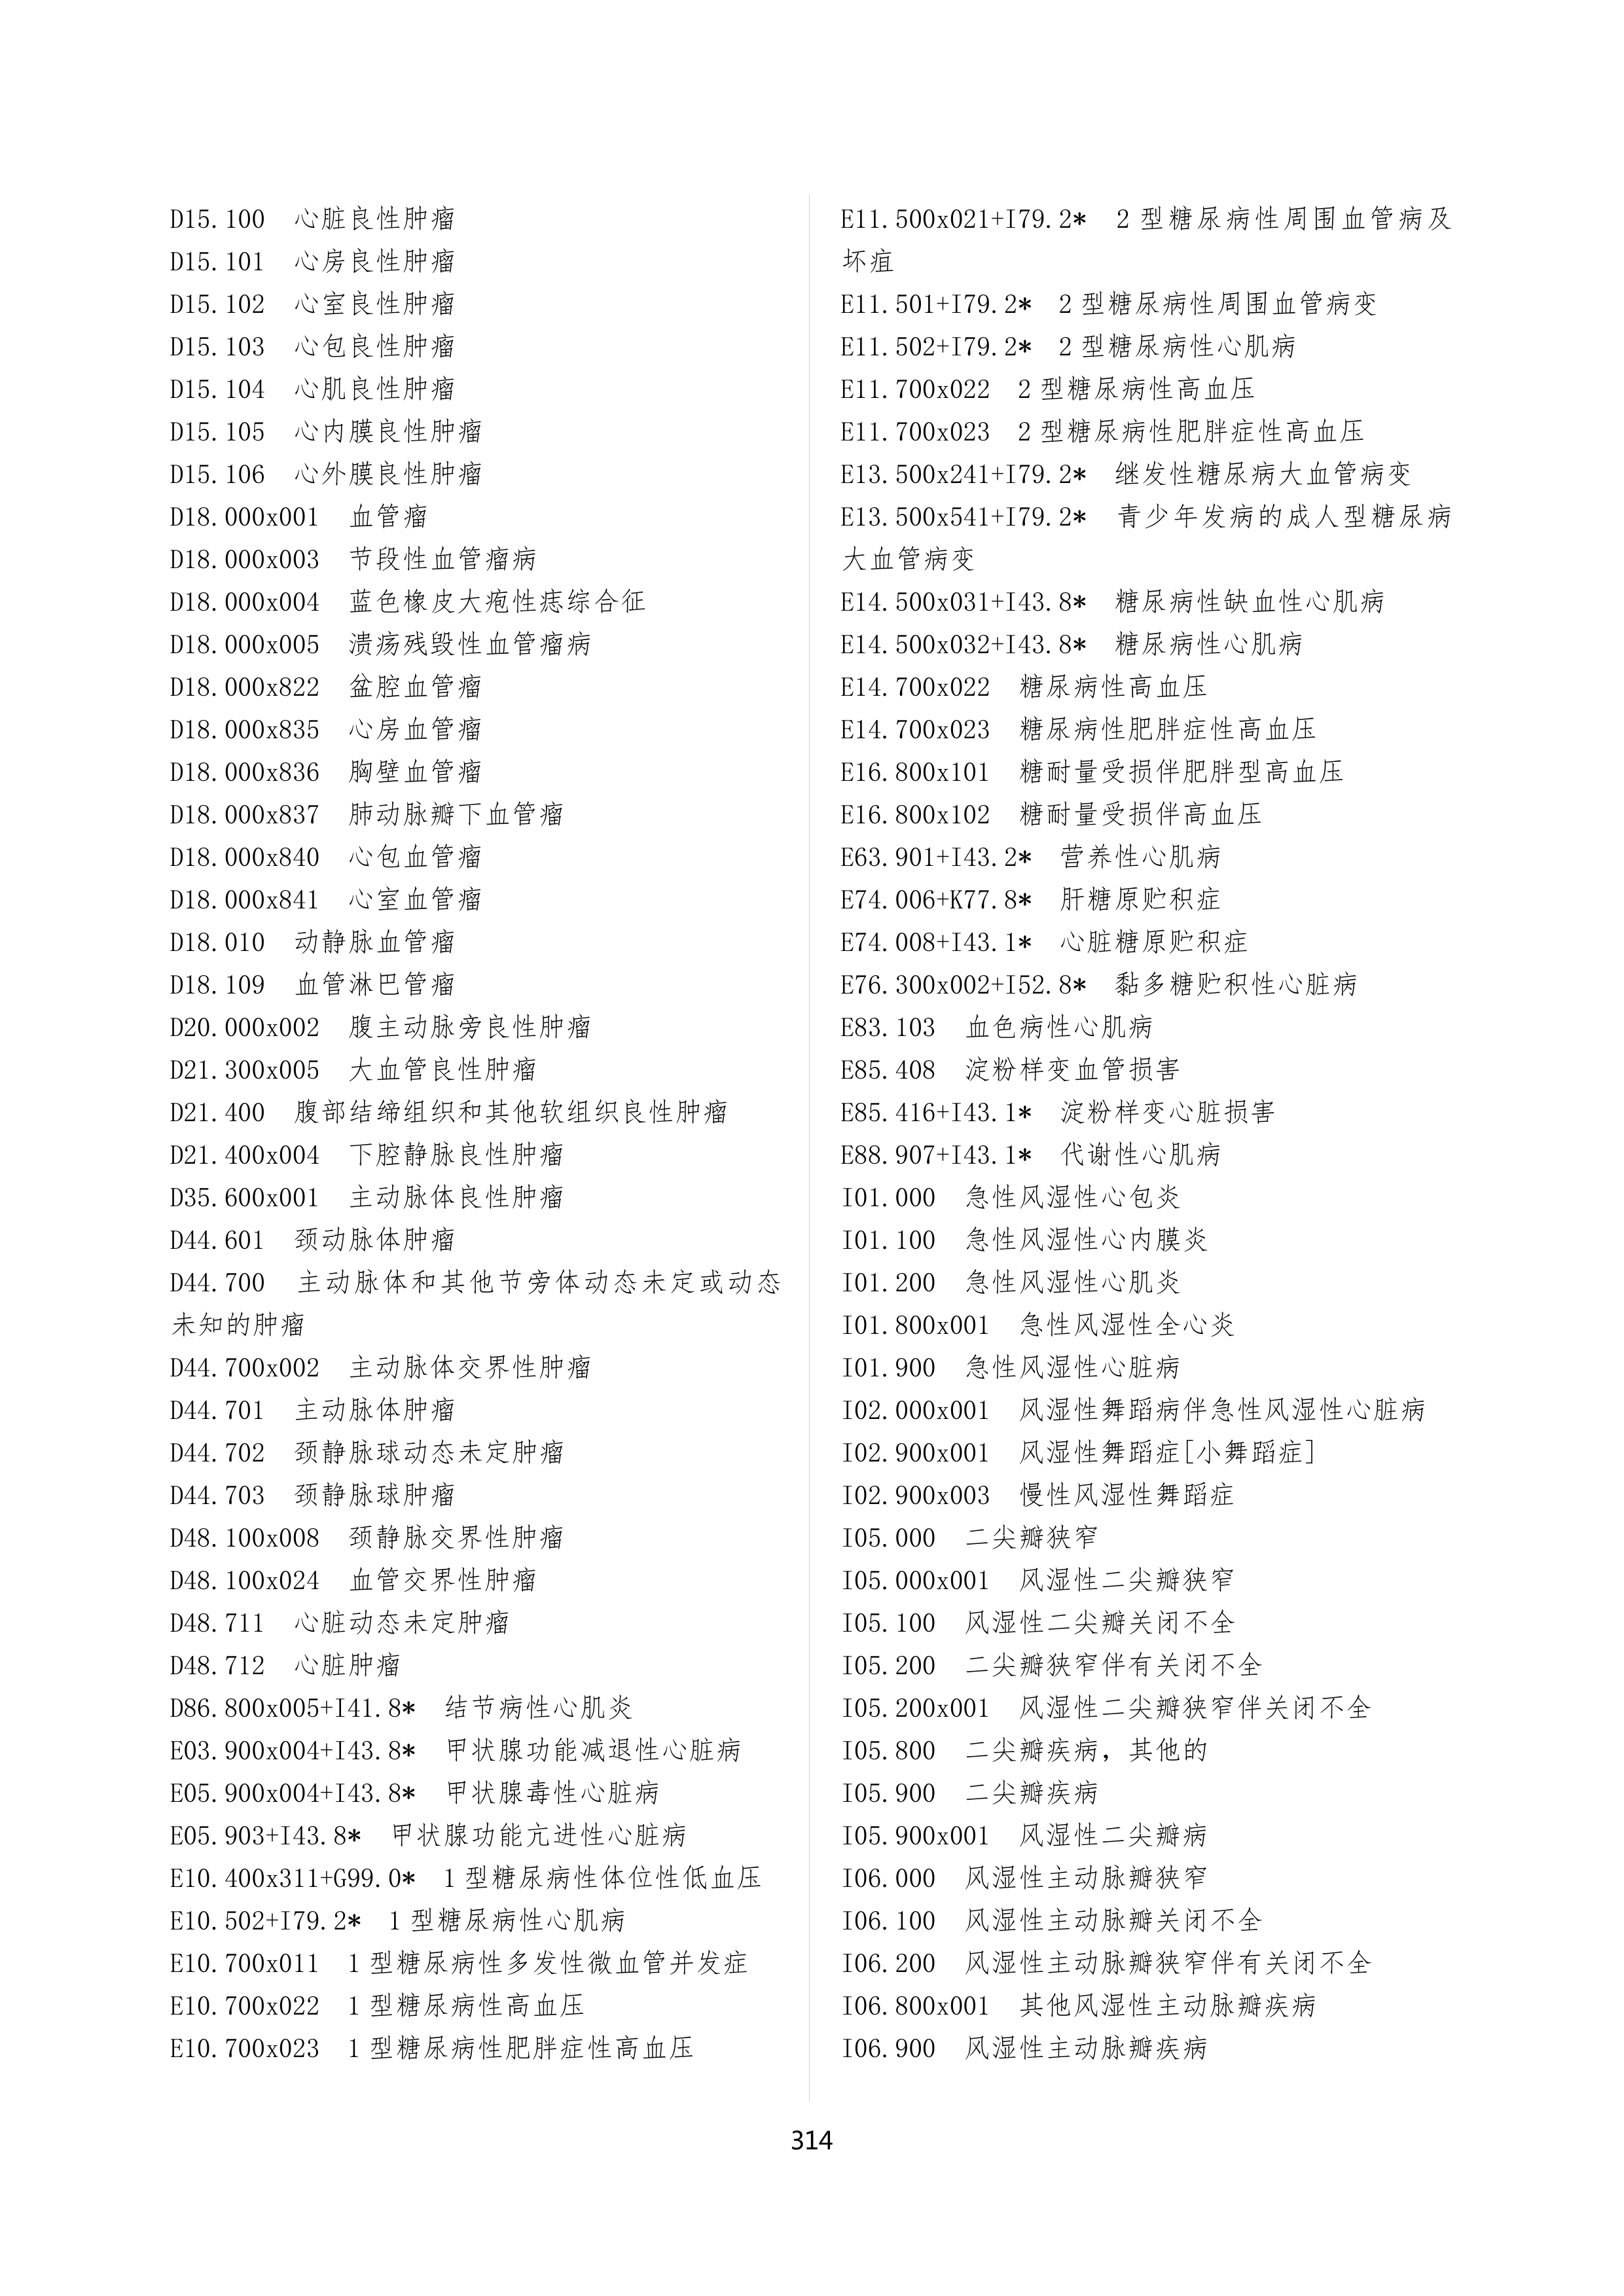 D15.100 心脏良性肿瘤
D15.101 心房良性肿瘤
D15.102 心室良性肿瘤
D15.103 心包良性肿瘤
D15.104 心肌良性肿瘤
D15.105 心内膜良性肿瘤
D15.106 心外膜良性肿瘤
D18.000x001 血管瘤
D18.000x003 节段性血管瘤病
D18.000x004 蓝色橡皮大疱性痣综合征
D18.000x005 溃疡残毁性血管瘤病
D18.000x822 盆腔血管瘤
D18.000x835 心房血管瘤
D18.000x836 胸壁血管瘤
D18.000x837 肺动脉瓣下血管瘤
D18.000x840 心包血管瘤
D18.000x841 心室血管瘤
D18.010 动静脉血管瘤
D18.109 血管淋巴管瘤
D20.000x002 腹主动脉旁良性肿瘤
D21.300x005 大血管良性肿瘤
D21.400 腹部结缔组织和其他软组织良性肿瘤
D21.400x004 下腔静脉良性肿瘤
D35.600x001 主动脉体良性肿瘤
D44.601 颈动脉体肿瘤
D44.700 主动脉体和其他节旁体动态未定或动态
未知的肿瘤
D44.700x002 主动脉体交界性肿瘤
D44.701 主动脉体肿瘤
D44.702 颈静脉球动态未定肿瘤
D44.703 颈静脉球肿瘤
D48.100x008 颈静脉交界性肿瘤
D48.100x024 血管交界性肿瘤
D48.711 心脏动态未定肿瘤
D48.712 心脏肿瘤
D86.800x005+I41.8* 结节病性心肌炎
E03.900x004+I43.8* 甲状腺功能减退性心脏病
E05.900x004+I43.8* 甲状腺毒性心脏病
E05.903+I43.8* 甲状腺功能亢进性心脏病
E10.400x311+G99.0* 1型糖尿病性体位性低血压
E10.502+I79.2* 1型糖尿病性心肌病
E10.700x011 1型糖尿病性多发性微血管并发症
E10.700x022 1型糖尿病性高血压
E10.700x023 1型糖尿病性肥胖症性高血压
E11.500x021+I79.2* 2型糖尿病性周围血管病及
坏疽
E11.501+I79.2* 2型糖尿病性周围血管病变
E11.502+I79.2* 2型糖尿病性心肌病
E11.700x022 2型糖尿病性高血压
E11.700x023 2型糖尿病性肥胖症性高血压
E13.500x241+I79.2* 继发性糖尿病大血管病变
E13.500x541+I79.2* 青少年发病的成人型糖尿病
大血管病变
E14.500x031+I43.8* 糖尿病性缺血性心肌病
E14.500x032+I43.8* 糖尿病性心肌病
E14.700x022 糖尿病性高血压
E14.700x023 糖尿病性肥胖症性高血压
E16.800x101 糖耐量受损伴肥胖型高血压
E16.800x102 糖耐量受损伴高血压
E63.901+I43.2* 营养性心肌病
E74.006+K77.8* 肝糖原贮积症
E74.008+I43.1* 心脏糖原贮积症
E76.300x002+I52.8* 黏多糖贮积性心脏病
E83.103 血色病性心肌病
E85.408 淀粉样变血管损害
E85.416+I43.1* 淀粉样变心脏损害
E88.907+I43.1* 代谢性心肌病
I01.000 急性风湿性心包炎
I01.100 急性风湿性心内膜炎
I01.200 急性风湿性心肌炎
I01.800x001 急性风湿性全心炎
I01.900 急性风湿性心脏病
I02.000x001 风湿性舞蹈病伴急性风湿性心脏病
I02.900x001 风湿性舞蹈症[小舞蹈症]
I02.900x003 慢性风湿性舞蹈症
I05.000 二尖瓣狭窄
I05.000x001 风湿性二尖瓣狭窄
I05.100 风湿性二尖瓣关闭不全
I05.200 二尖瓣狭窄伴有关闭不全
I05.200x001 风湿性二尖瓣狭窄伴关闭不全
I05.800 二尖瓣疾病，其他的
I05.900 二尖瓣疾病
I05.900x001 风湿性二尖瓣病
I06.000 风湿性主动脉瓣狭窄
I06.100 风湿性主动脉瓣关闭不全
I06.200 风湿性主动脉瓣狭窄伴有关闭不全
I06.800x001 其他风湿性主动脉瓣疾病
I06.900 风湿性主动脉瓣疾病
314